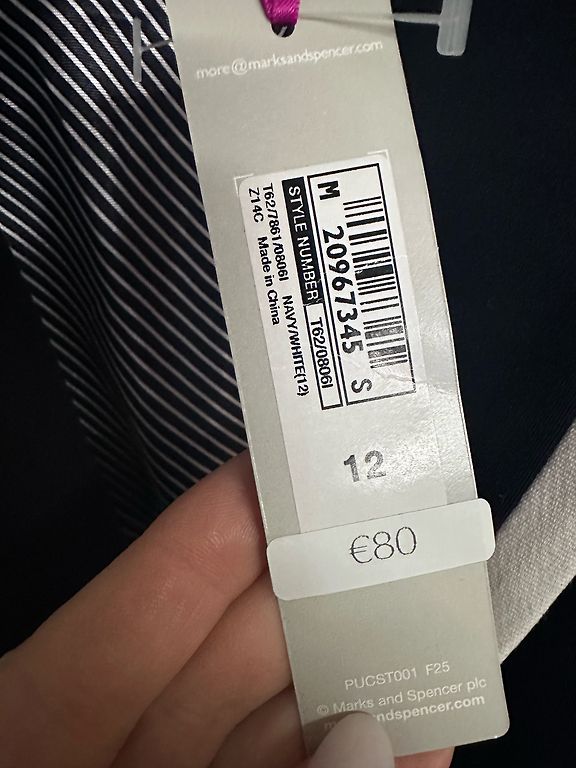 more@marksandspencer.com
M 20967345 S
STYLE NUMBER T62/0806I
T62/7861/0806I NAVY/WHITE(12)
Z14C Made in China
12
€80
PUCST001 F25
© Marks and Spencer plc